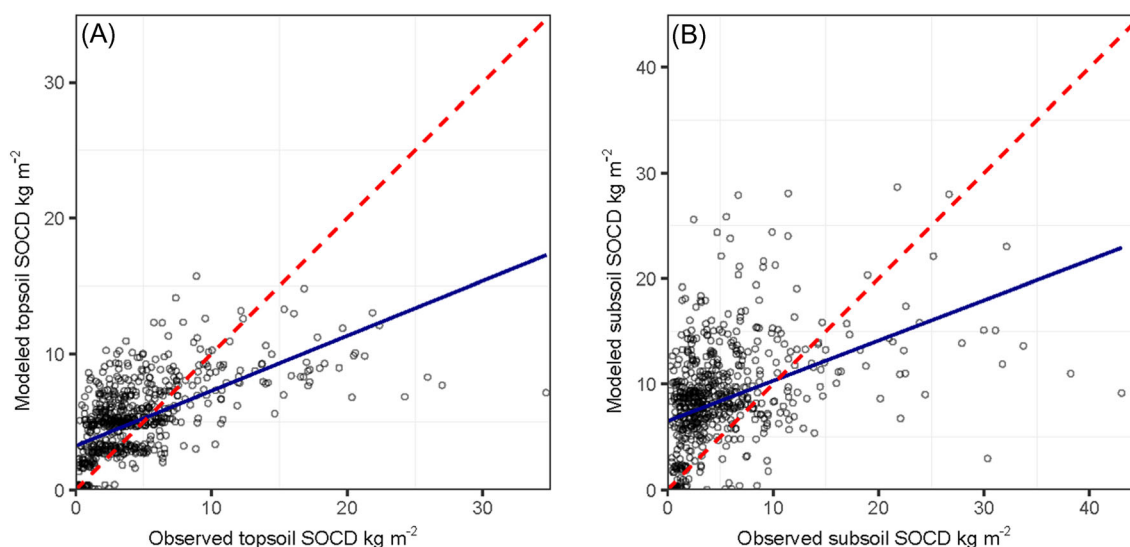 (A)
Modeled topsoil SOCD kg m⁻²
30
20
10
0
0 10 20 30
Observed topsoil SOCD kg m⁻²
(B)
Modeled subsoil SOCD kg m⁻²
40
30
20
10
0
0 10 20 30 40
Observed subsoil SOCD kg m⁻²